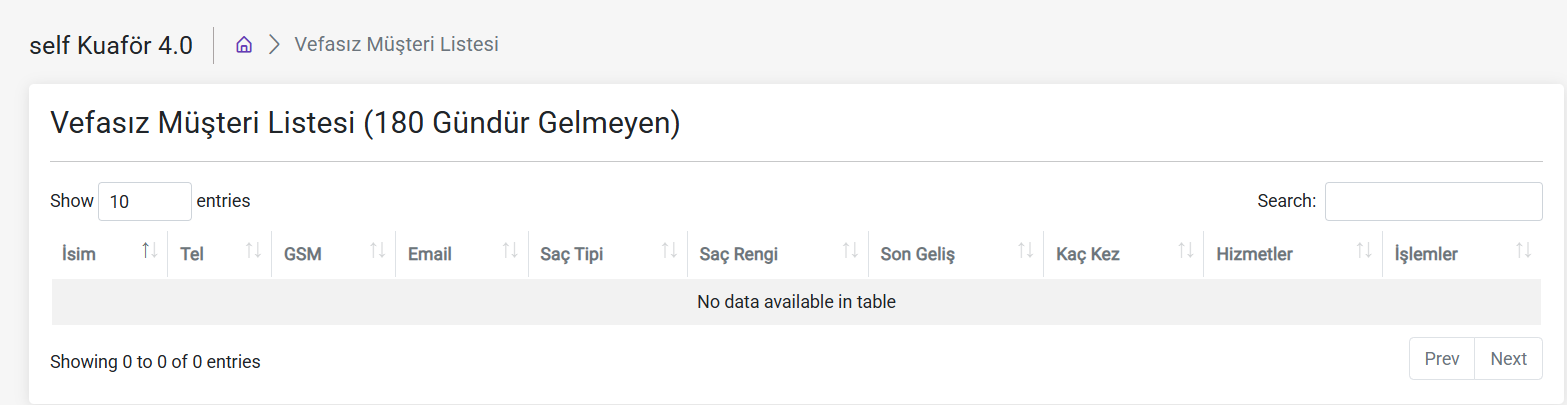 self Kuaför 4.0 Vefasız Müşteri Listesi
Vefasız Müşteri Listesi (180 Gündür Gelmeyen)
Show 10 entries Search:
İsim Tel GSM Email Saç Tipi Saç Rengi Son Geliş Kaç Kez Hizmetler İşlemler
No data available in table
Showing 0 to 0 of 0 entries Prev Next